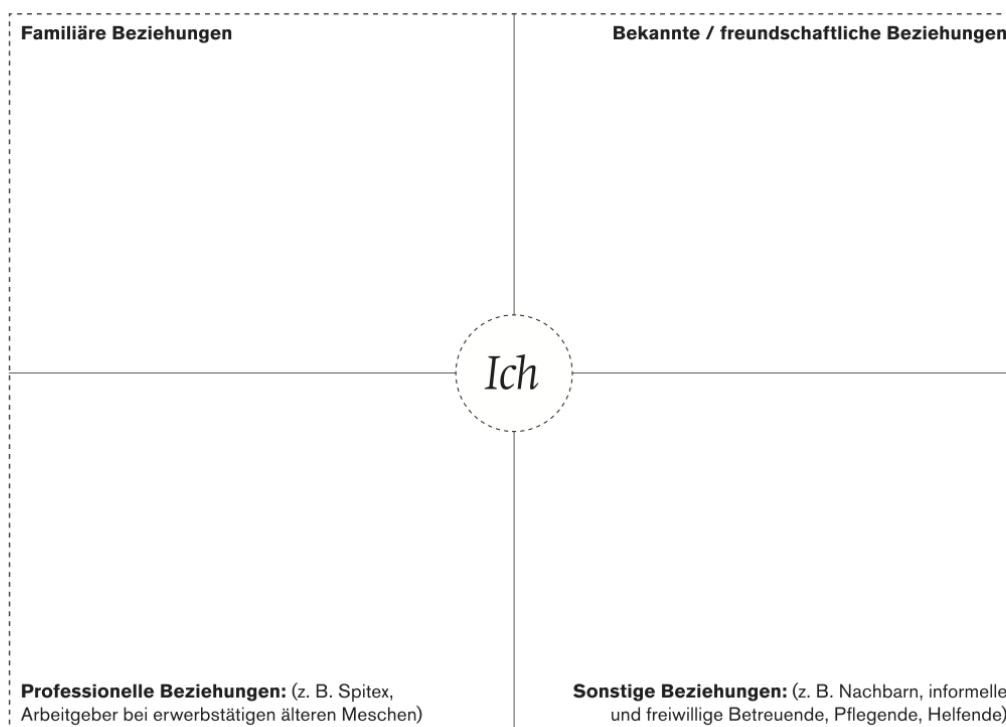 Familiäre Beziehungen
Bekannte / freundschaftliche Beziehungen
Ich
Professionelle Beziehungen: (z. B. Spitex,
Arbeitgeber bei erwerbstätigen älteren Meschen)
Sonstige Beziehungen: (z. B. Nachbarn, informelle
und freiwillige Betreuende, Pflegende, Helfende)